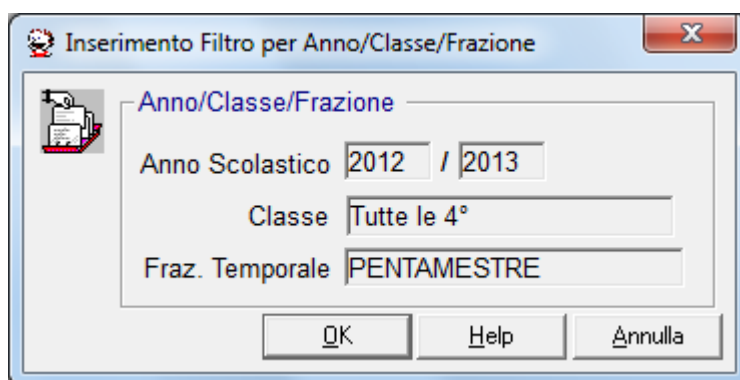 Inserimento Filtro per Anno/Classe/Frazione
Anno/Classe/Frazione
Anno Scolastico 2012 / 2013
Classe Tutte le 4°
Fraz. Temporale PENTAMESTRE
OK Help Annulla